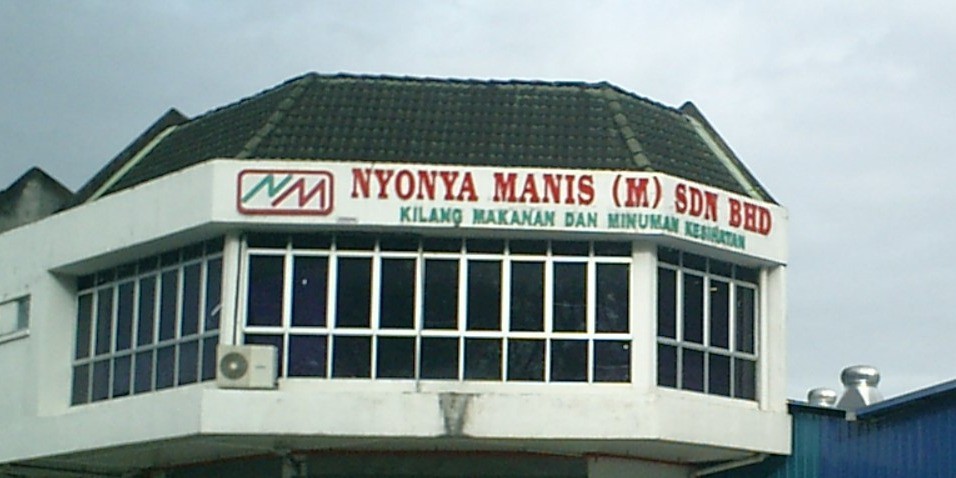 NM
NYONYA MANIS (M) SDN BHD
KILANG MAKANAN DAN MINUMAN KESIHATAN